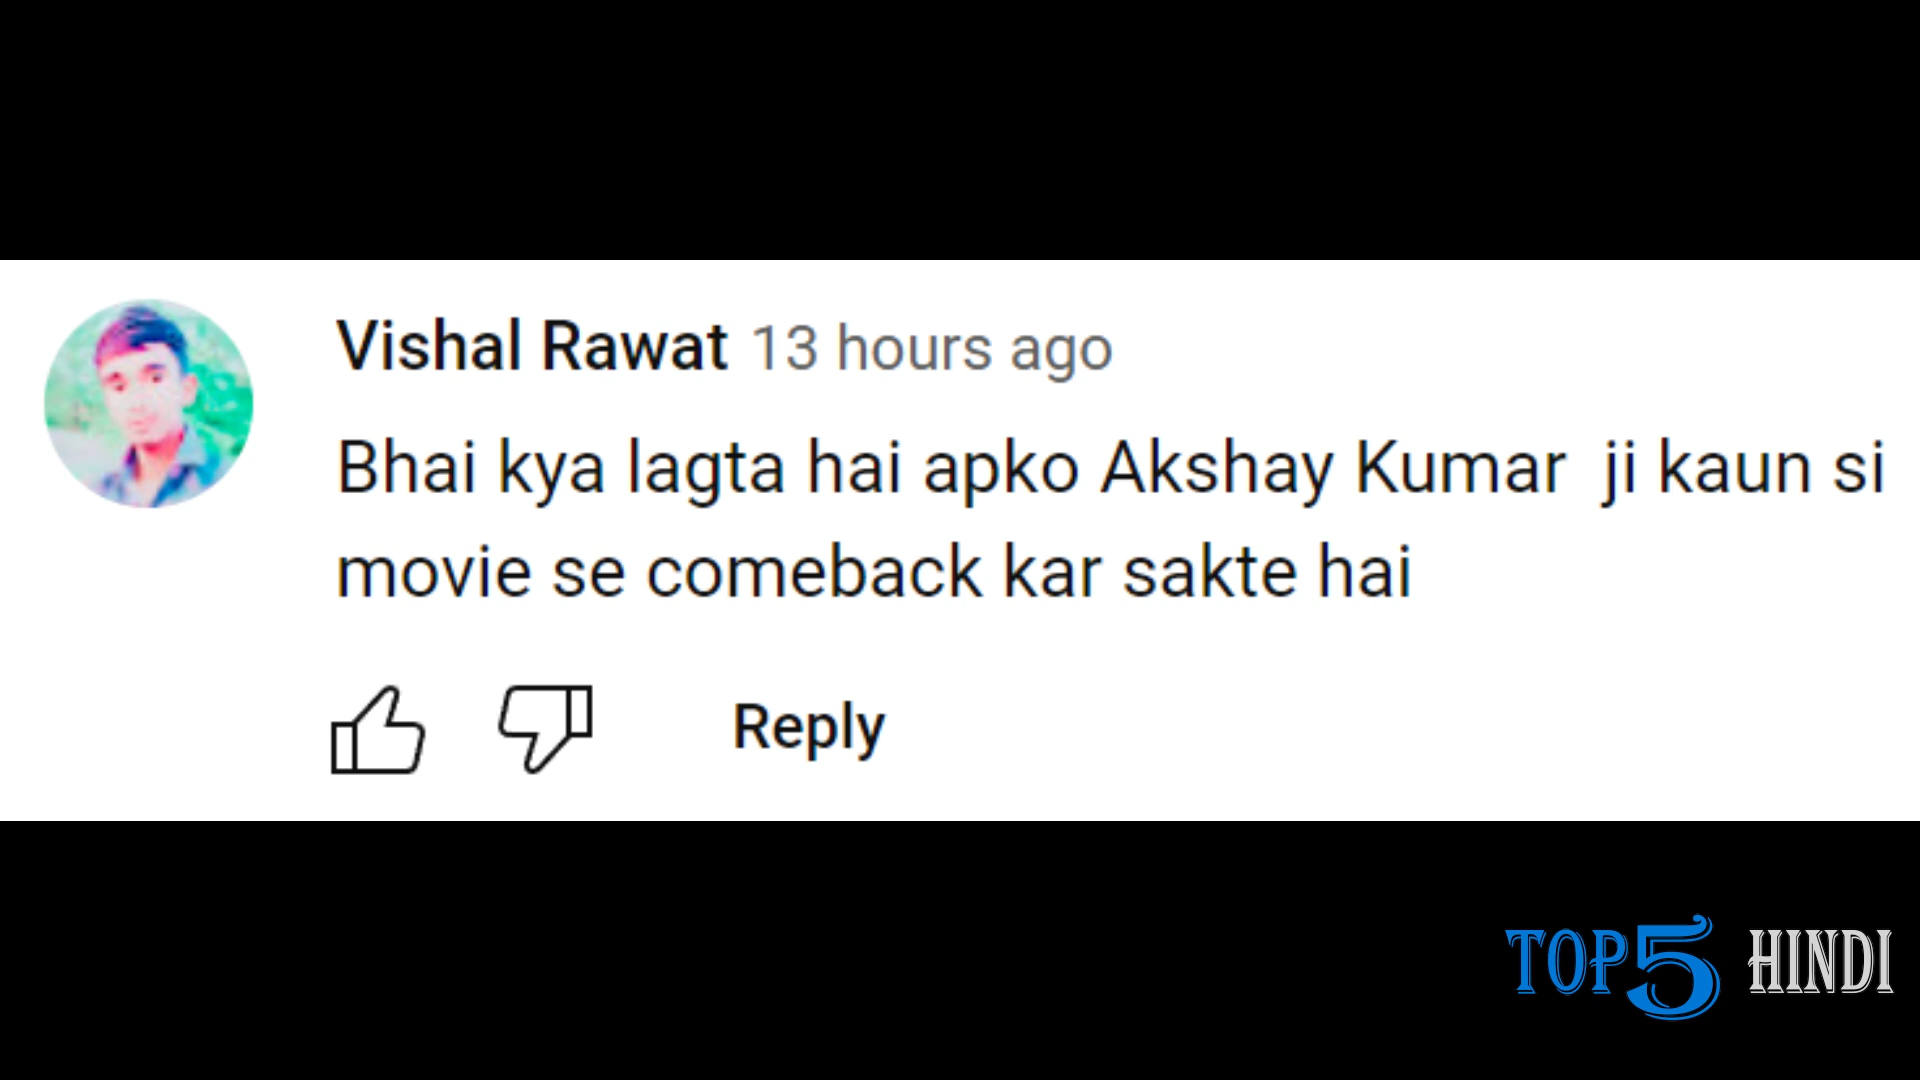 Vishal Rawat 13 hours ago
Bhai kya lagta hai apko Akshay Kumar  ji kaun si
movie se comeback kar sakte hai
Reply
TOP5 HINDI